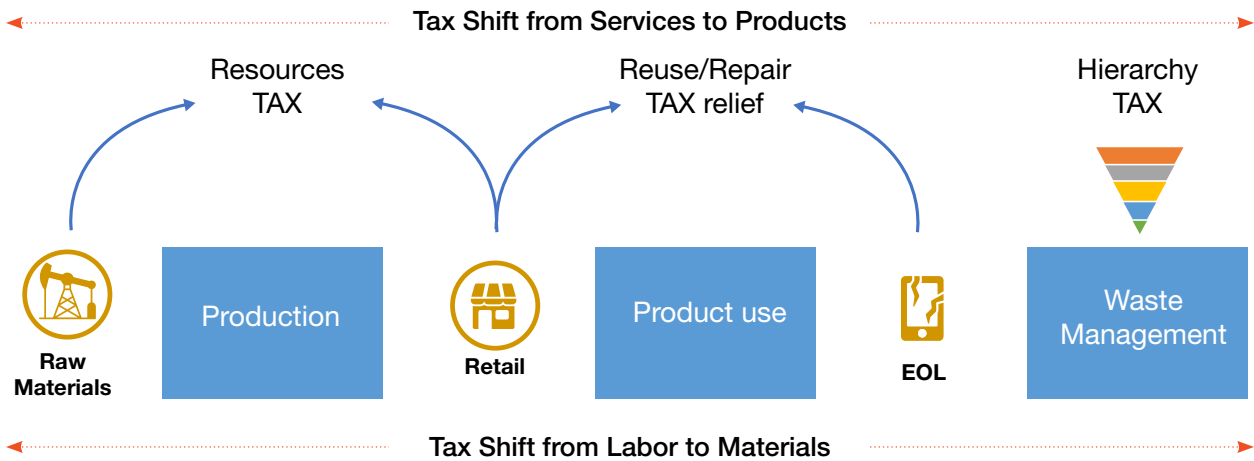 Tax Shift from Services to Products
Resources
TAX
Reuse/Repair
TAX relief
Hierarchy
TAX
Production
Product use
Waste
Management
Raw
Materials
Retail
EOL
Tax Shift from Labor to Materials